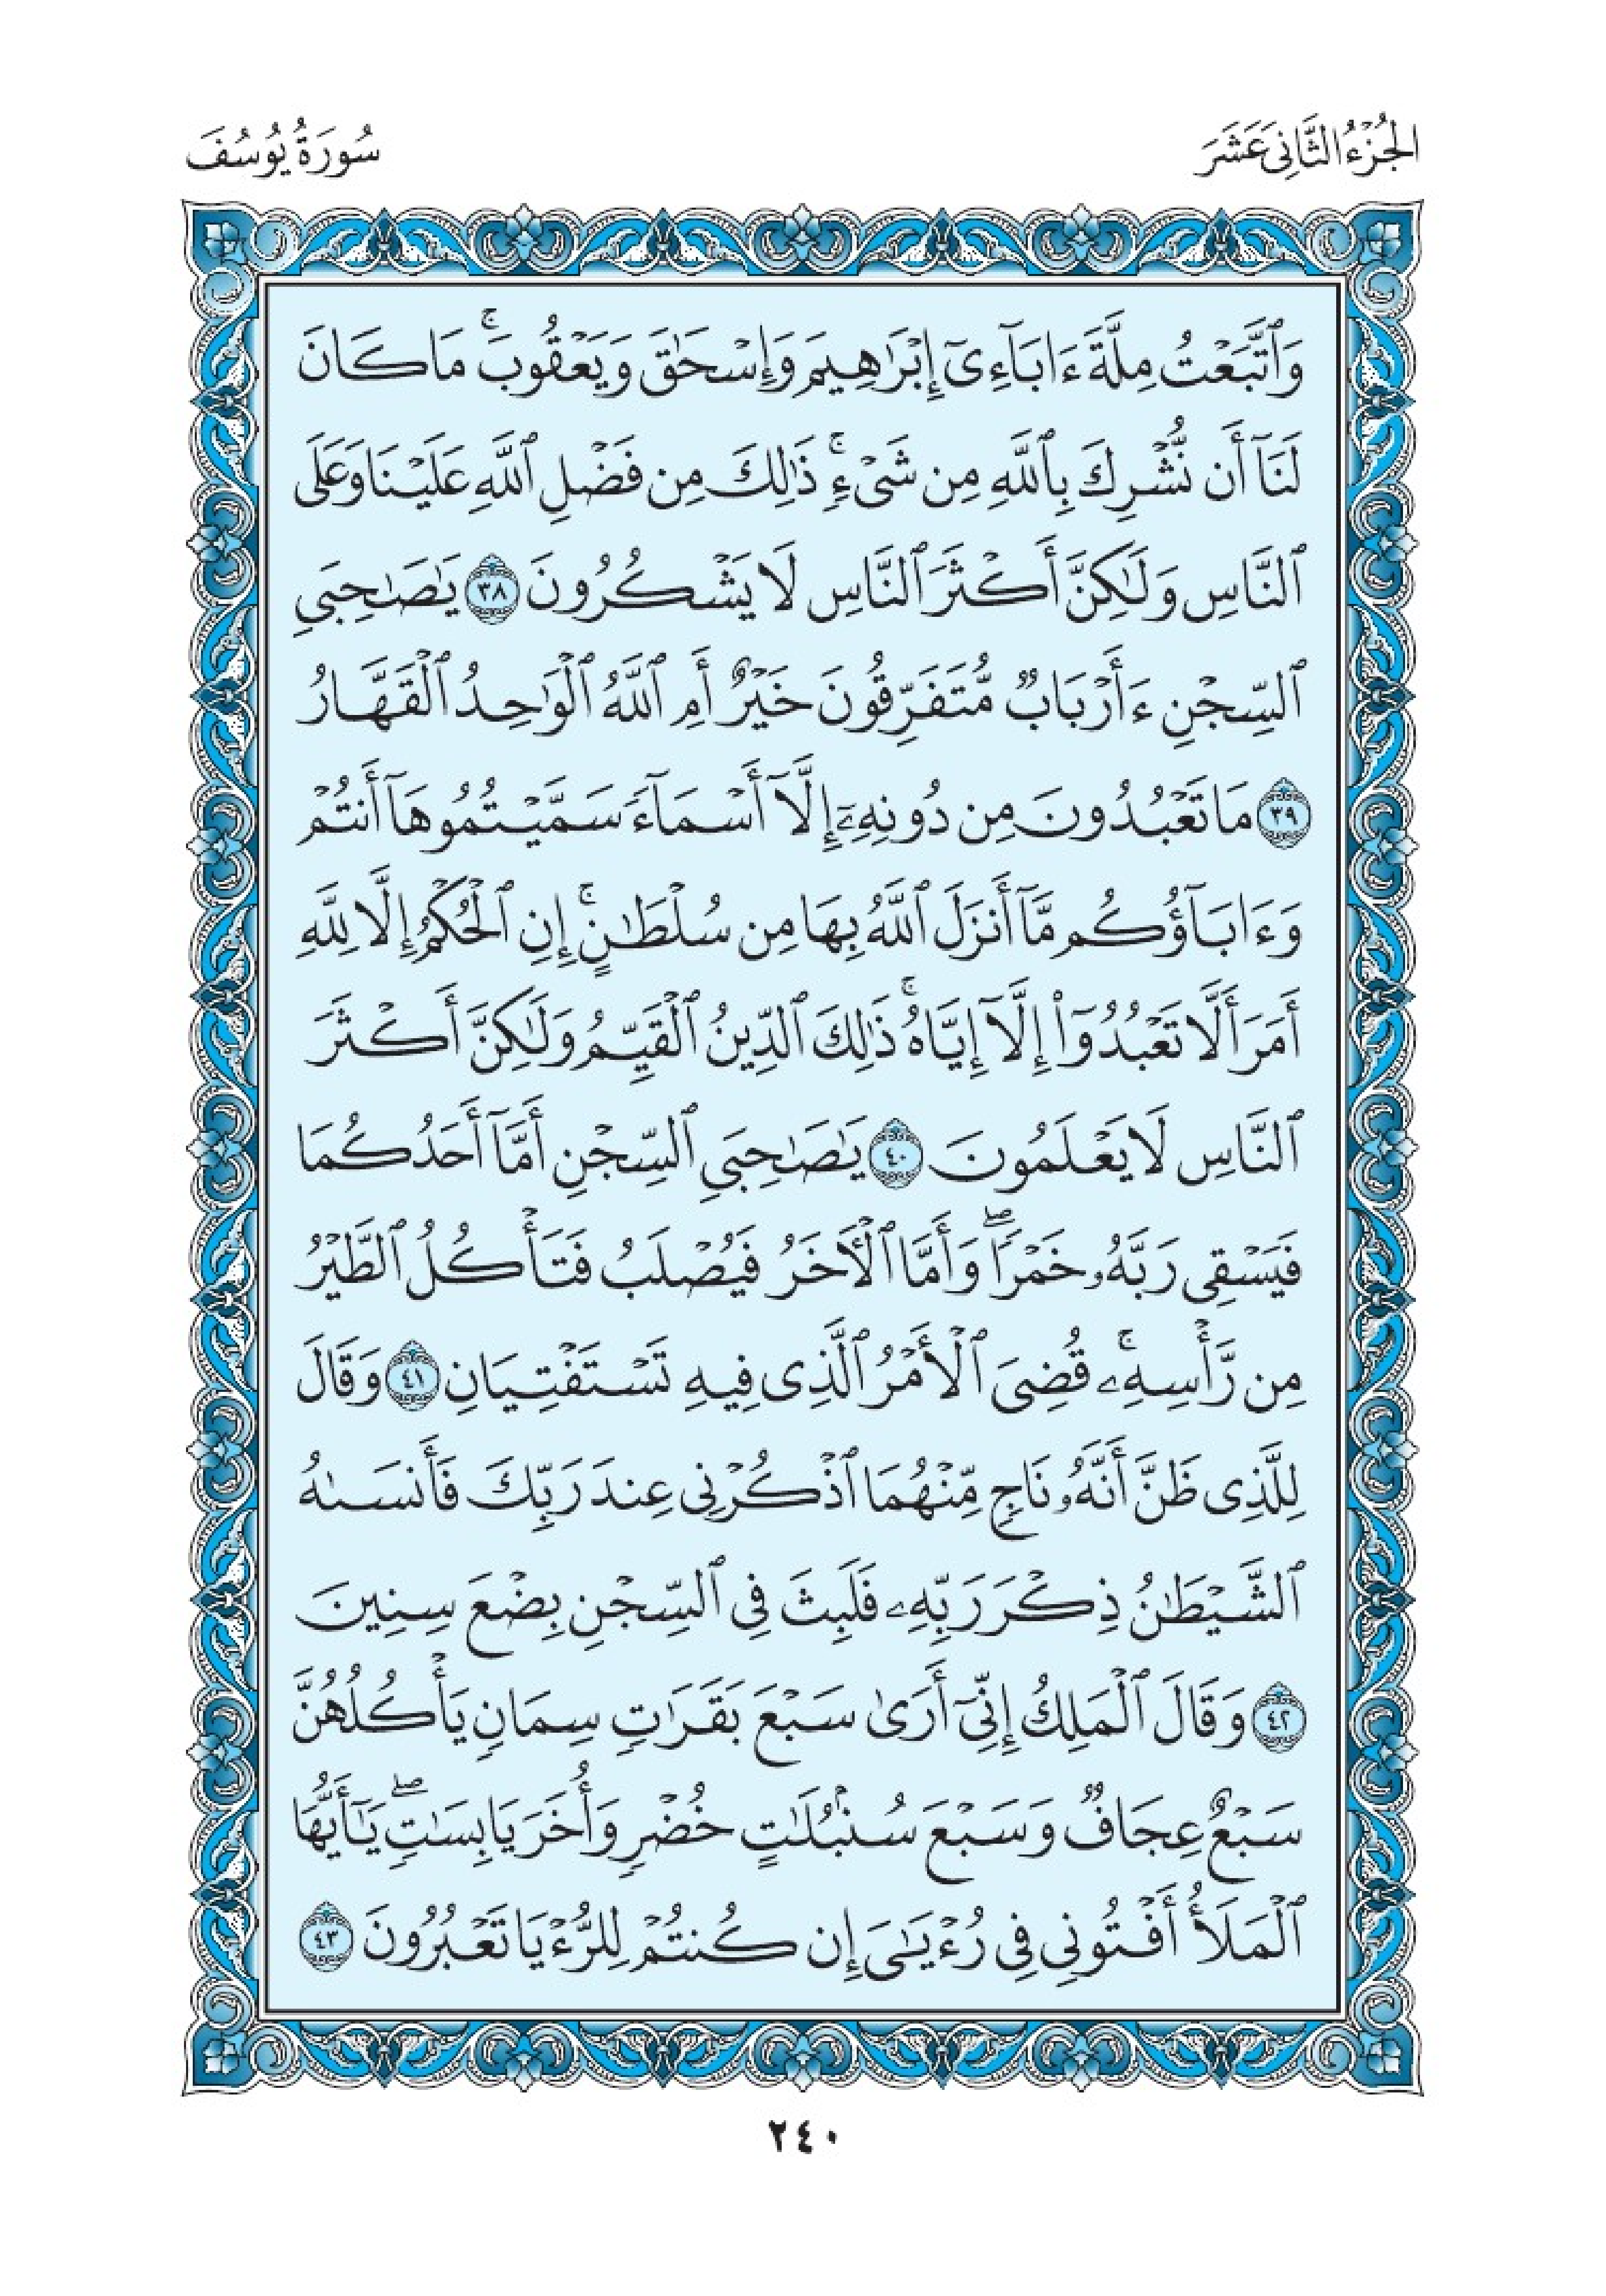 الجُزْءُ الثَّانِىَ عَشَرَ
سُورَةُ يُوسُفَ
وَٱتَّبَعْتُ مِلَّةَ ءَابَآءِىٓ إِبْرَٰهِيمَ وَإِسْحَٰقَ وَيَعْقُوبَ ۚ مَا كَانَ
لَنَآ أَن نُّشْرِكَ بِٱللَّهِ مِن شَىْءٍ ۚ ذَٰلِكَ مِن فَضْلِ ٱللَّهِ عَلَيْنَا وَعَلَى
ٱلنَّاسِ وَلَٰكِنَّ أَكْثَرَ ٱلنَّاسِ لَا يَشْكُرُونَ ٣٨ يَٰصَٰحِبَىِ
ٱلسِّجْنِ ءَأَرْبَابٌ مُّتَفَرِّقُونَ خَيْرٌ أَمِ ٱللَّهُ ٱلْوَٰحِدُ ٱلْقَهَّارُ
٣٩ مَا تَعْبُدُونَ مِن دُونِهِۦٓ إِلَّآ أَسْمَآءً سَمَّيْتُمُوهَآ أَنتُمْ
وَءَابَآؤُكُم مَّآ أَنزَلَ ٱللَّهُ بِهَا مِن سُلْطَٰنٍ ۚ إِنِ ٱلْحُكْمُ إِلَّا لِلَّهِ
أَمَرَ أَلَّا تَعْبُدُوٓا۟ إِلَّآ إِيَّاهُ ۚ ذَٰلِكَ ٱلدِّينُ ٱلْقَيِّمُ وَلَٰكِنَّ أَكْثَرَ
ٱلنَّاسِ لَا يَعْلَمُونَ ٤٠ يَٰصَٰحِبَىِ ٱلسِّجْنِ أَمَّآ أَحَدُكُمَا
فَيَسْقِى رَبَّهُۥ خَمْرًا ۖ وَأَمَّا ٱلْءَاخَرُ فَيُصْلَبُ فَتَأْكُلُ ٱلطَّيْرُ
مِن رَّأْسِهِۦ ۚ قُضِىَ ٱلْأَمْرُ ٱلَّذِى فِيهِ تَسْتَفْتِيَانِ ٤١ وَقَالَ
لِلَّذِى ظَنَّ أَنَّهُۥ نَاجٍ مِّنْهُمَا ٱذْكُرْنِى عِندَ رَبِّكَ فَأَنسَىٰهُ
ٱلشَّيْطَٰنُ ذِكْرَ رَبِّهِۦ فَلَبِثَ فِى ٱلسِّجْنِ بِضْعَ سِنِينَ
٤٢ وَقَالَ ٱلْمَلِكُ إِنِّىٓ أَرَىٰ سَبْعَ بَقَرَٰتٍ سِمَانٍ يَأْكُلُهُنَّ
سَبْعٌ عِجَافٌ وَسَبْعَ سُنۢبُلَٰتٍ خُضْرٍ وَأُخَرَ يَابِسَٰتٍ ۖ يَٰٓأَيُّهَا
ٱلْمَلَأُ أَفْتُونِى فِى رُءْيَٰىَ إِن كُنتُمْ لِلرُّءْيَا تَعْبُرُونَ ٤٣
٢٤٠